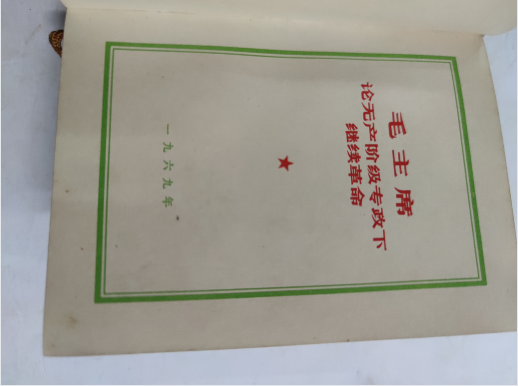 毛主席
论无产阶级专政下
继续革命
一九六九年